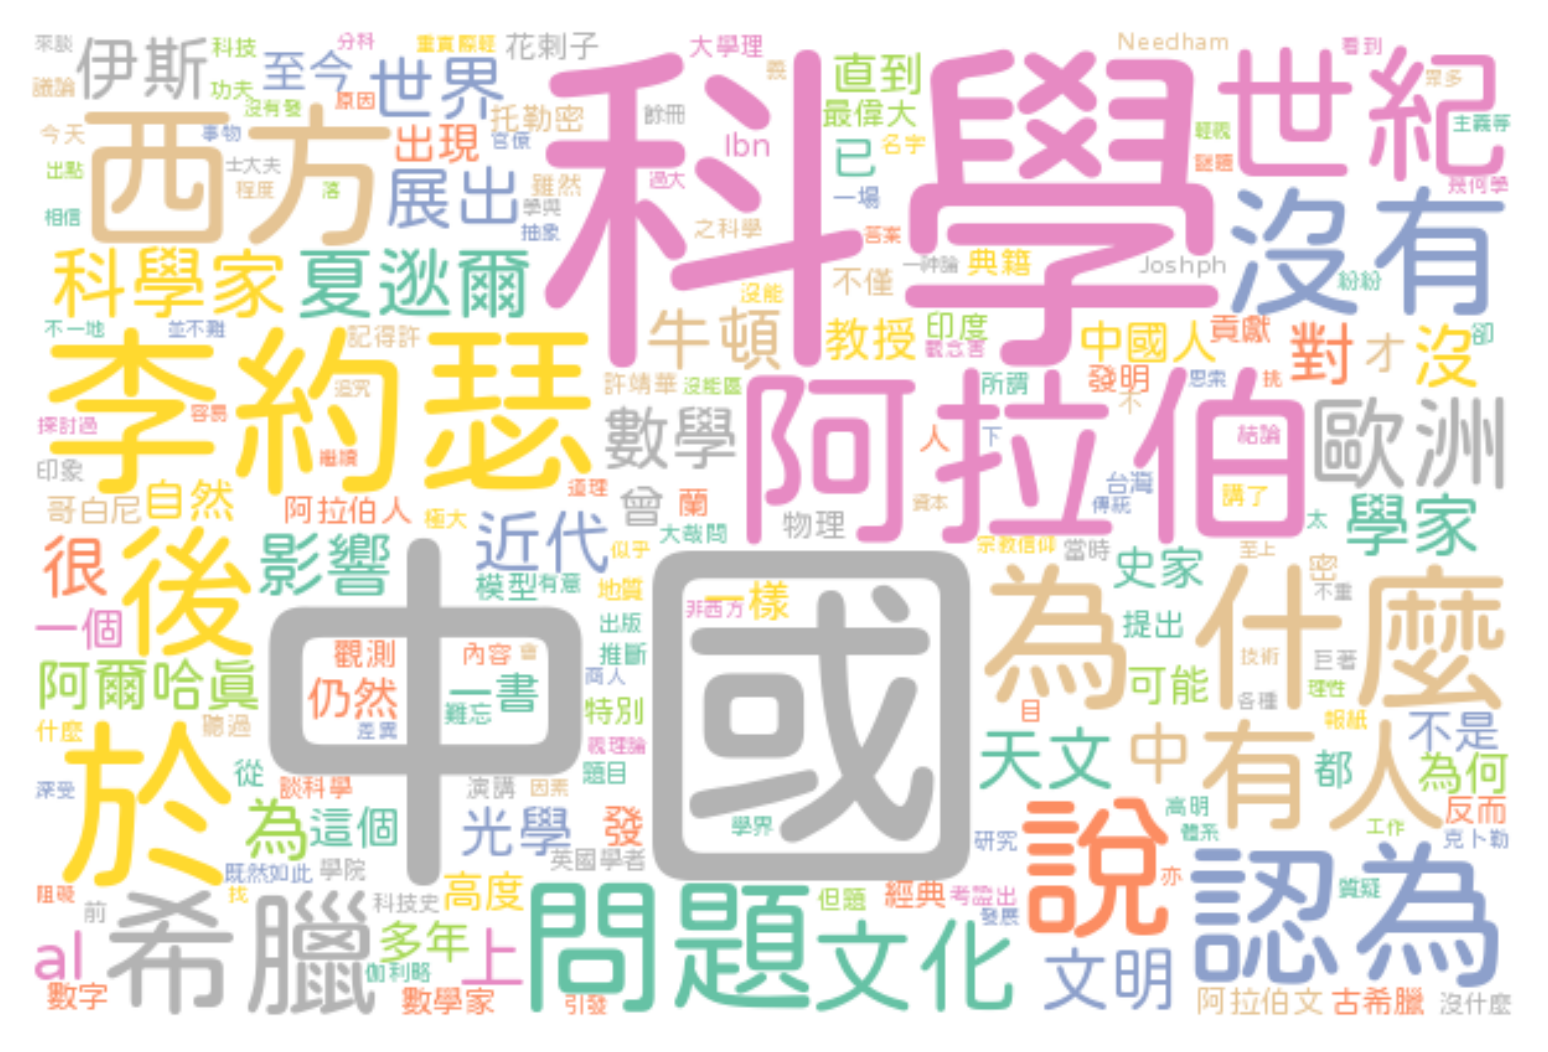 來談 伊斯 科技 至今 分科 世界 重實際輕 花剌子 科學 大學理 義 直到 Needham 世紀 看到 眾多
議論 功夫 沒有發 原因 托勒密 餘冊 最偉大 主義等
今天 西方 事物 出現 官僚 Ibn 已 名字 輕視
出點 士大夫 程度 落 展出 雖然 過大 一場 謎題 幾何學
相信 學與 抽象 之科學 答案 沒有
科學家 夏逖爾 沒能 不僅 一神論 典籍 Joshph 紛紛
不一地 並不難 記得許 牛頓 教授 印度 觀念害 中國人 貢獻 對 才 沒 卻
李約瑟 追究 許靖華 沒能區 阿拉伯 所謂 發明 不 思索 挑
探討過 容易 繼續 數學 人 下 結論 歐洲
印象 道理 台灣
哥白尼 自然 阿拉伯人 極大 近代 曾 蘭 物理 資本 傳統 講了 太 學家
很 後 影響 大哉問 似乎 宗教信仰 當時 史家 至上 密
模型 有意 地質 非西方 一樣 為什麼 不重
一個 中國 出版 提出
觀測 內容 會 推斷 技術 巨著
阿爾哈真 仍然 一書 商人 可能 理性
什麼 聽過 差異 難忘 特別 目 各種 報紙 不是
於 從 親理論 天文 中 有人 都 為何
深受 談科學 演講 因素 題目 高明 反而
為 這個 光學 發 學界 研究 說 體系 工作 克卜勒
既然如此 學院 英國學者 認為
阻礙 找 高度 問題 但題 經典 考證出 亦 質疑
希臘 前 科技史 發展
al 多年 上 文化 文明
伽利略
數字 數學家 引發 阿拉伯文 古希臘 沒什麼